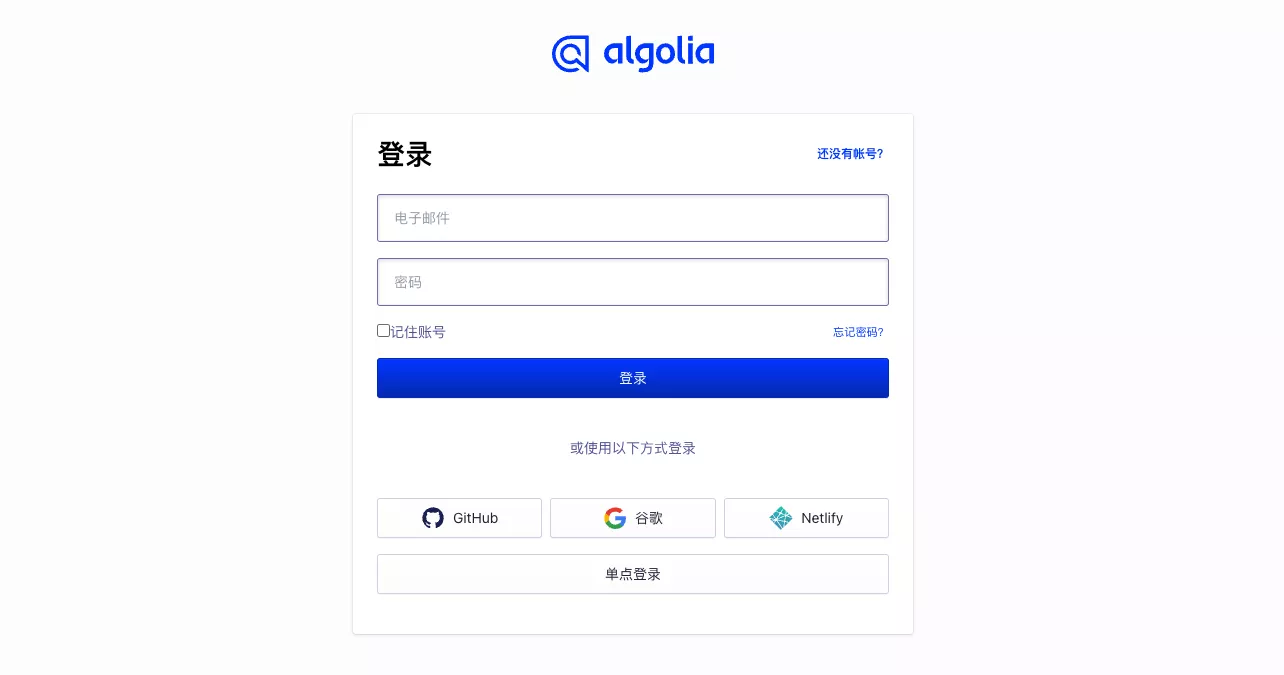 algolia
登录
还没有帐号?
电子邮件
密码
记住账号
忘记密码?
登录
或使用以下方式登录
GitHub
谷歌
Netlify
单点登录